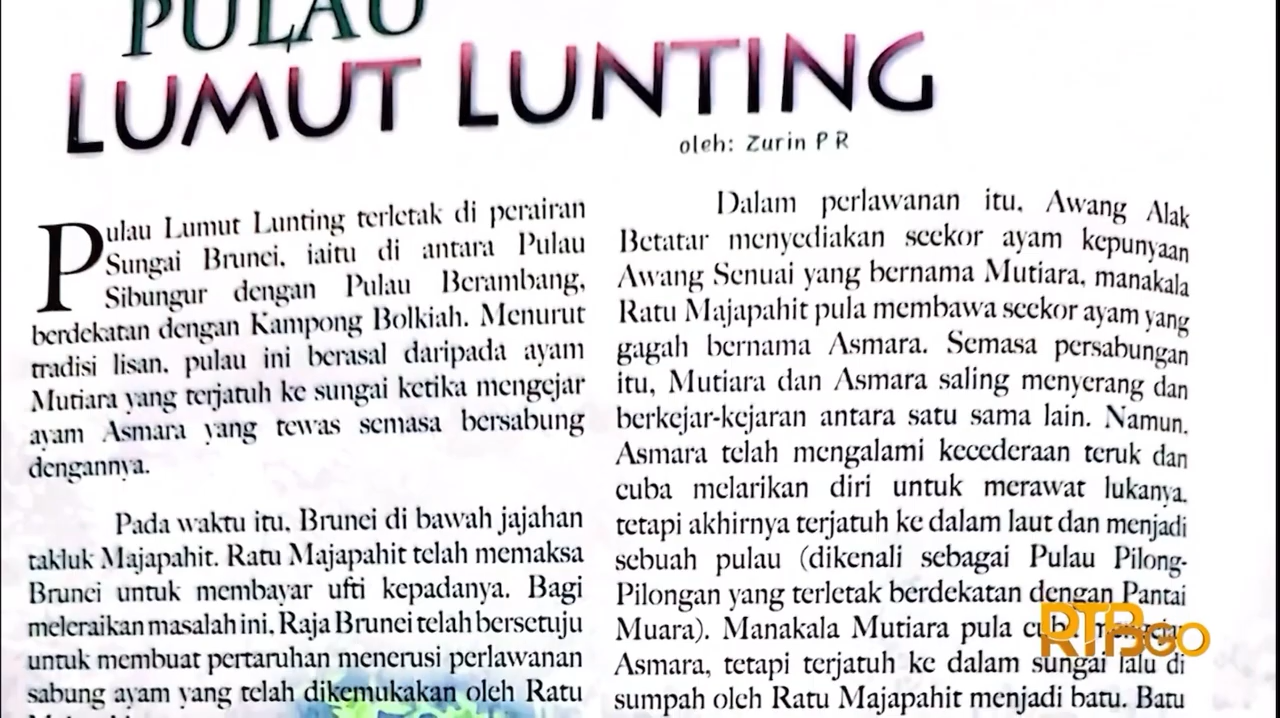 PULAU
LUMUT LUNTING
oleh: Zurin P R
Pulau Lumut Lunting terletak di perairan
Sungai Brunei, iaitu di antara Pulau
Sibungur dengan Pulau Berambang,
berdekatan dengan Kampong Bolkiah. Menurut
tradisi lisan, pulau ini berasal daripada ayam
Mutiara yang terjatuh ke sungai ketika mengejar
ayam Asmara yang tewas semasa bersabung
dengannya.
Pada waktu itu, Brunei di bawah jajahan
takluk Majapahit. Ratu Majapahit telah memaksa
Brunei untuk membayar ufti kepadanya. Bagi
meleraikan masalah ini, Raja Brunei telah bersetuju
untuk membuat pertaruhan menerusi perlawanan
sabung ayam yang telah dikemukakan oleh Ratu
Dalam perlawanan itu, Awang Alak
Betatar menyediakan seekor ayam kepunyaan
Awang Senuai yang bernama Mutiara, manakala
Ratu Majapahit pula membawa seekor ayam yang
gagah bernama Asmara. Semasa persabungan
itu, Mutiara dan Asmara saling menyerang dan
berkejar-kejaran antara satu sama lain. Namun,
Asmara telah mengalami kecederaan teruk dan
cuba melarikan diri untuk merawat lukanya,
tetapi akhirnya terjatuh ke dalam laut dan menjadi
sebuah pulau (dikenali sebagai Pulau Pilong-
Pilongan yang terletak berdekatan dengan Pantai
Muara). Manakala Mutiara pula cuba mengejar
Asmara, tetapi terjatuh ke dalam sungai lalu di
sumpah oleh Ratu Majapahit menjadi batu. Batu
RTBGO